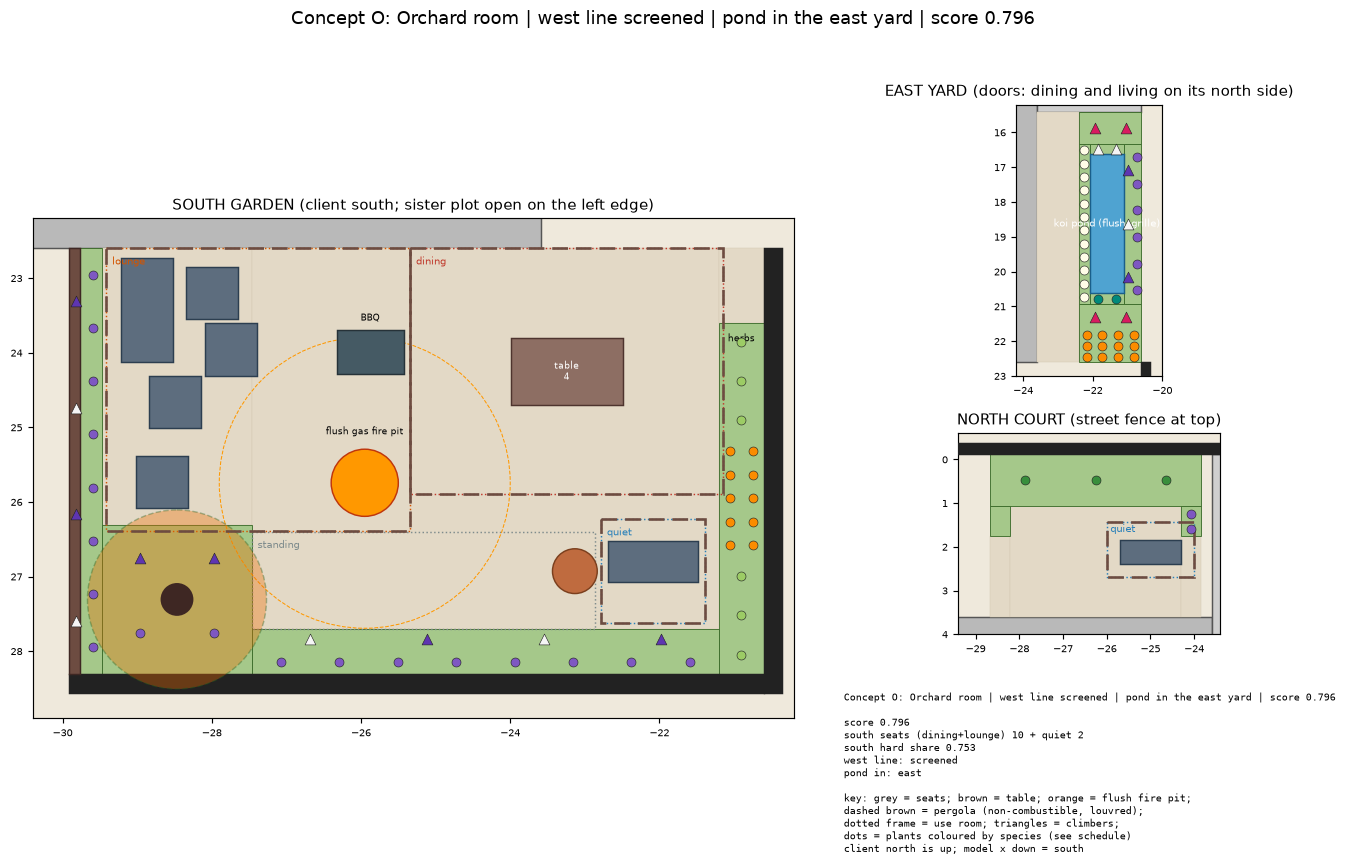 Concept O: Orchard room | west line screened | pond in the east yard | score 0.796
EAST YARD (doors: dining and living on its north side)
16
17
18
19
20
21
22
23
koi pond (flush grille)
−24
−22
−20
SOUTH GARDEN (client south; sister plot open on the left edge)
23
24
25
26
27
28
lounge
dining
BBQ
table
4
herbs
flush gas fire pit
quiet
standing
−30
−28
−26
−24
−22
NORTH COURT (street fence at top)
0
1
2
3
4
quiet
−29
−28
−27
−26
−25
−24
Concept O: Orchard room | west line screened | pond in the east yard | score 0.796
score 0.796
south seats (dining+lounge) 10 + quiet 2
south hard share 0.753
west line: screened
pond in: east
key: grey = seats; brown = table; orange = flush fire pit;
dashed brown = pergola (non-combustible, louvred);
dotted frame = use room; triangles = climbers;
dots = plants coloured by species (see schedule)
client north is up; model x down = south